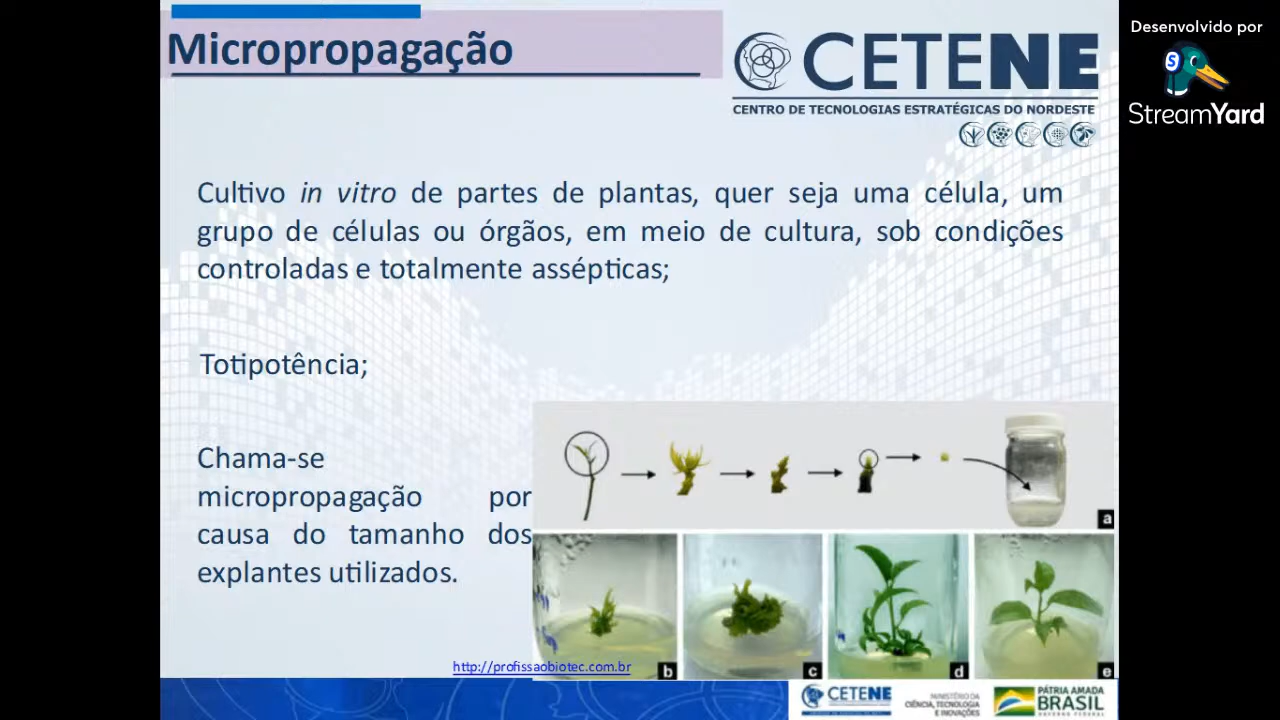 Micropropagação
CETENE
CENTRO DE TECNOLOGIAS ESTRATÉGICAS DO NORDESTE
Desenvolvido por
StreamYard
Cultivo in vitro de partes de plantas, quer seja uma célula, um
grupo de células ou órgãos, em meio de cultura, sob condições
controladas e totalmente assépticas;
Totipotência;
Chama-se
micropropagação por
causa do tamanho dos
explantes utilizados.
a
b
c
d
e
http://profissaobiotec.com.br
CETENE
MINISTÉRIO DA
CIÊNCIA, TECNOLOGIA
E INOVAÇÕES
PÁTRIA AMADA
BRASIL